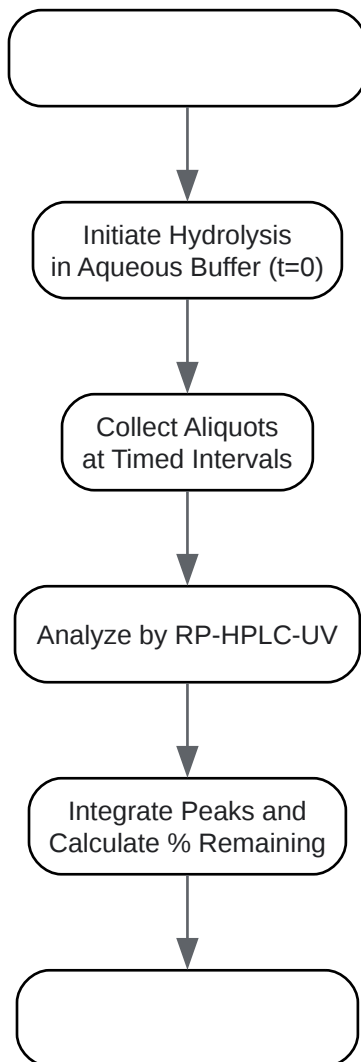 Initiate Hydrolysis
in Aqueous Buffer (t=0)
Collect Aliquots
at Timed Intervals
Analyze by RP-HPLC-UV
Integrate Peaks and
Calculate % Remaining